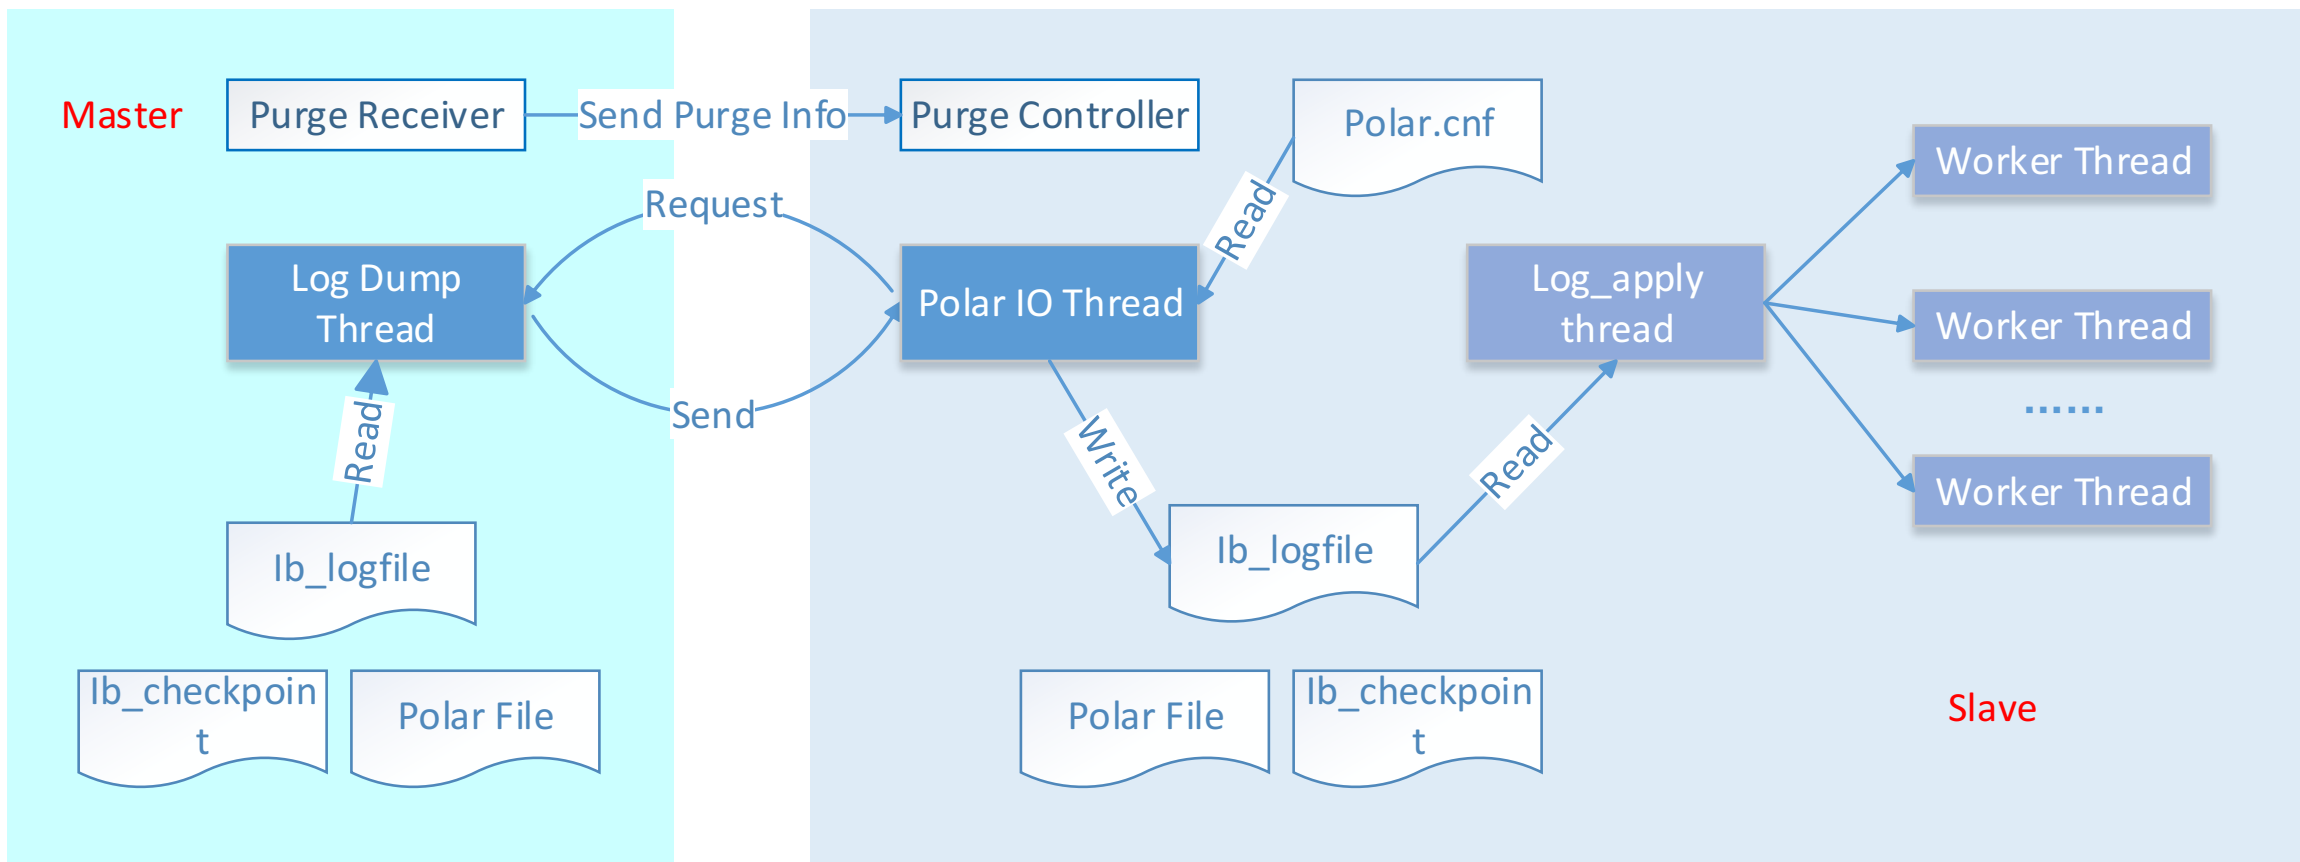 Master
Purge Receiver
Send Purge Info
Purge Controller
Polar.cnf
Read
Request
Log Dump
Thread
Polar IO Thread
Send
Read
Write
Ib_logfile
Ib_checkpoin
t
Polar File
Ib_logfile
Read
Log_apply
thread
Worker Thread
Worker Thread
......
Worker Thread
Polar File
Ib_checkpoin
t
Slave